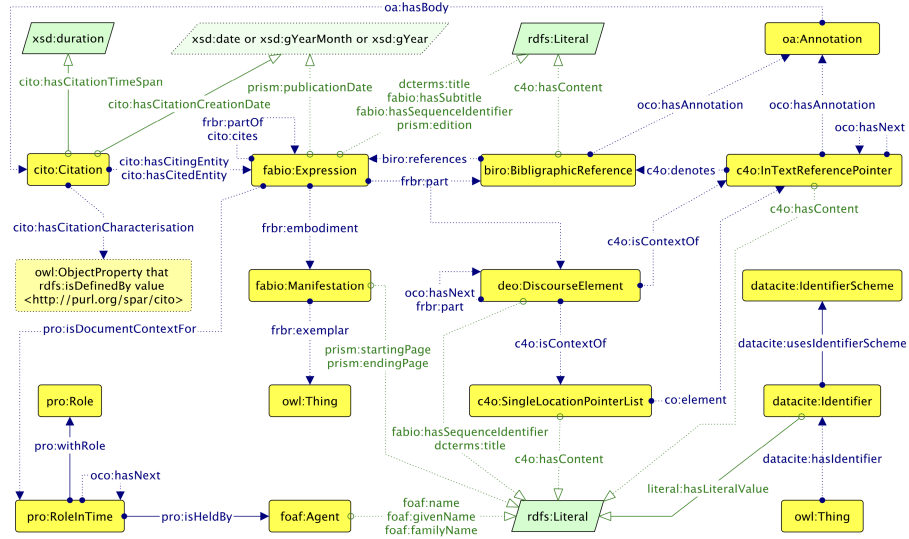 oa:hasBody
xsd:duration
xsd:date or xsd:gYearMonth or xsd:gYear
rdfs:Literal
oa:Annotation
cito:hasCitationTimeSpan
cito:hasCitationCreationDate
prism:publicationDate
dcterms:title
fabio:hasSubtitle
fabio:hasSequenceIdentifier
prism:edition
c4o:hasContent
oco:hasAnnotation
oco:hasAnnotation
frbr:partOf
cito:cites
oco:hasNext
cito:Citation
cito:hasCitingEntity
cito:hasCitedEntity
fabio:Expression
biro:references
frbr:part
biro:BibligraphicReference
c4o:denotes
c4o:InTextReferencePointer
c4o:hasContent
cito:hasCitationCharacterisation
frbr:embodiment
c4o:isContextOf
owl:ObjectProperty that
rdfs:isDefinedBy value
<http://purl.org/spar/cito>
fabio:Manifestation
oco:hasNext
frbr:part
deo:DiscourseElement
datacite:IdentifierScheme
pro:isDocumentContextFor
frbr:exemplar
prism:startingPage
prism:endingPage
c4o:isContextOf
datacite:usesIdentifierScheme
pro:Role
owl:Thing
c4o:SingleLocationPointerList
co:element
datacite:Identifier
pro:withRole
fabio:hasSequenceIdentifier
dcterms:title
c4o:hasContent
datacite:hasIdentifier
oco:hasNext
literal:hasLiteralValue
pro:RoleInTime
pro:isHeldBy
foaf:Agent
foaf:name
foaf:givenName
foaf:familyName
rdfs:Literal
owl:Thing